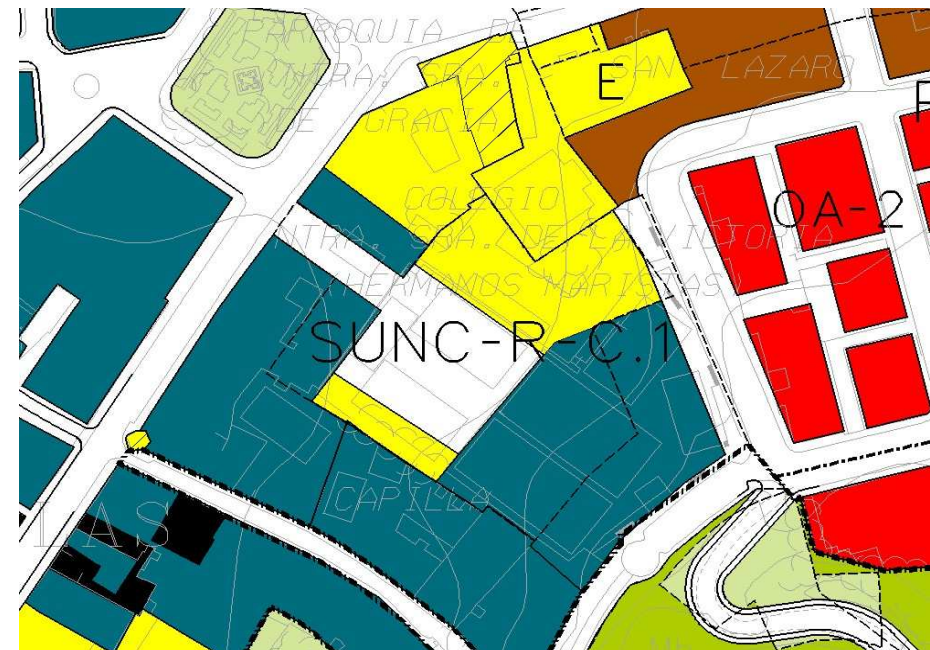 PARROQUIA DE
NTRA. SRA. DE
GRACIA
SAN LAZARO
E
OA-2
COLEGIO
NTRA. SRA. DE LA VICTORIA
(HERMANOS MARISTAS)
SUNC-R-C.1
CAPILLA
LAS